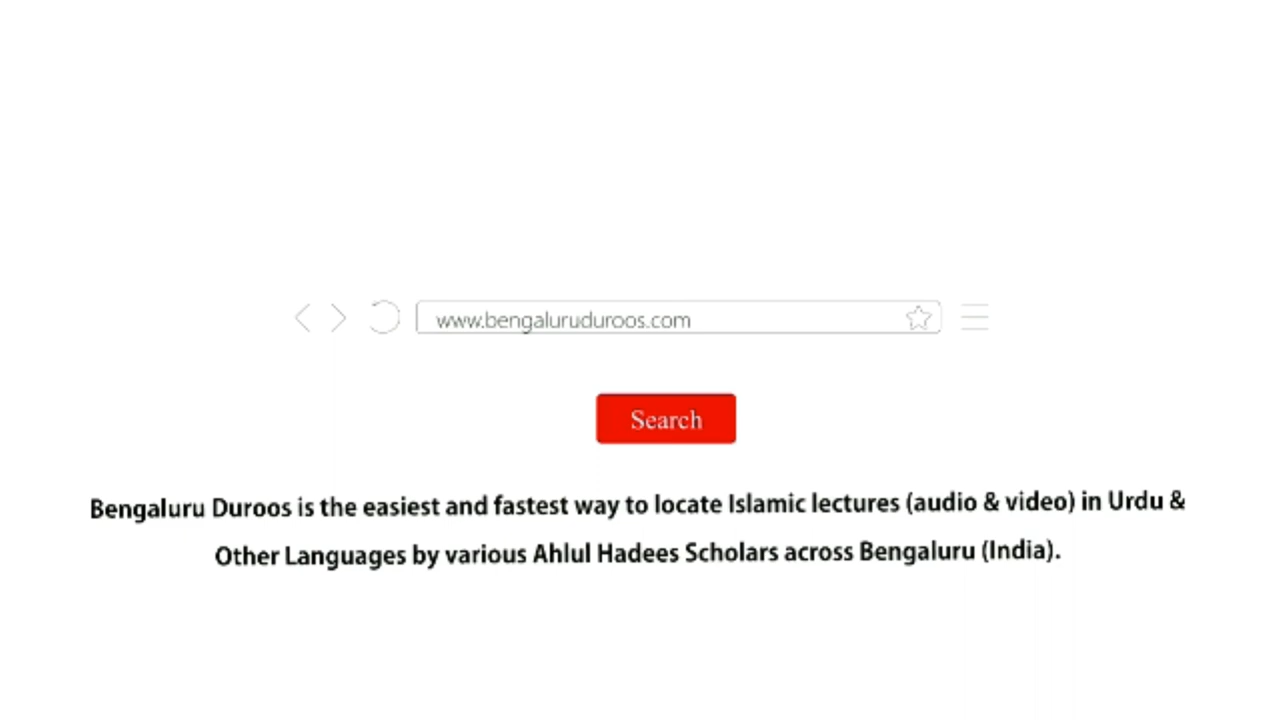 www.bengaluruduroos.com
Search
Bengaluru Duroos is the easiest and fastest way to locate Islamic lectures (audio & video) in Urdu &
Other Languages by various Ahlul Hadees Scholars across Bengaluru (India).